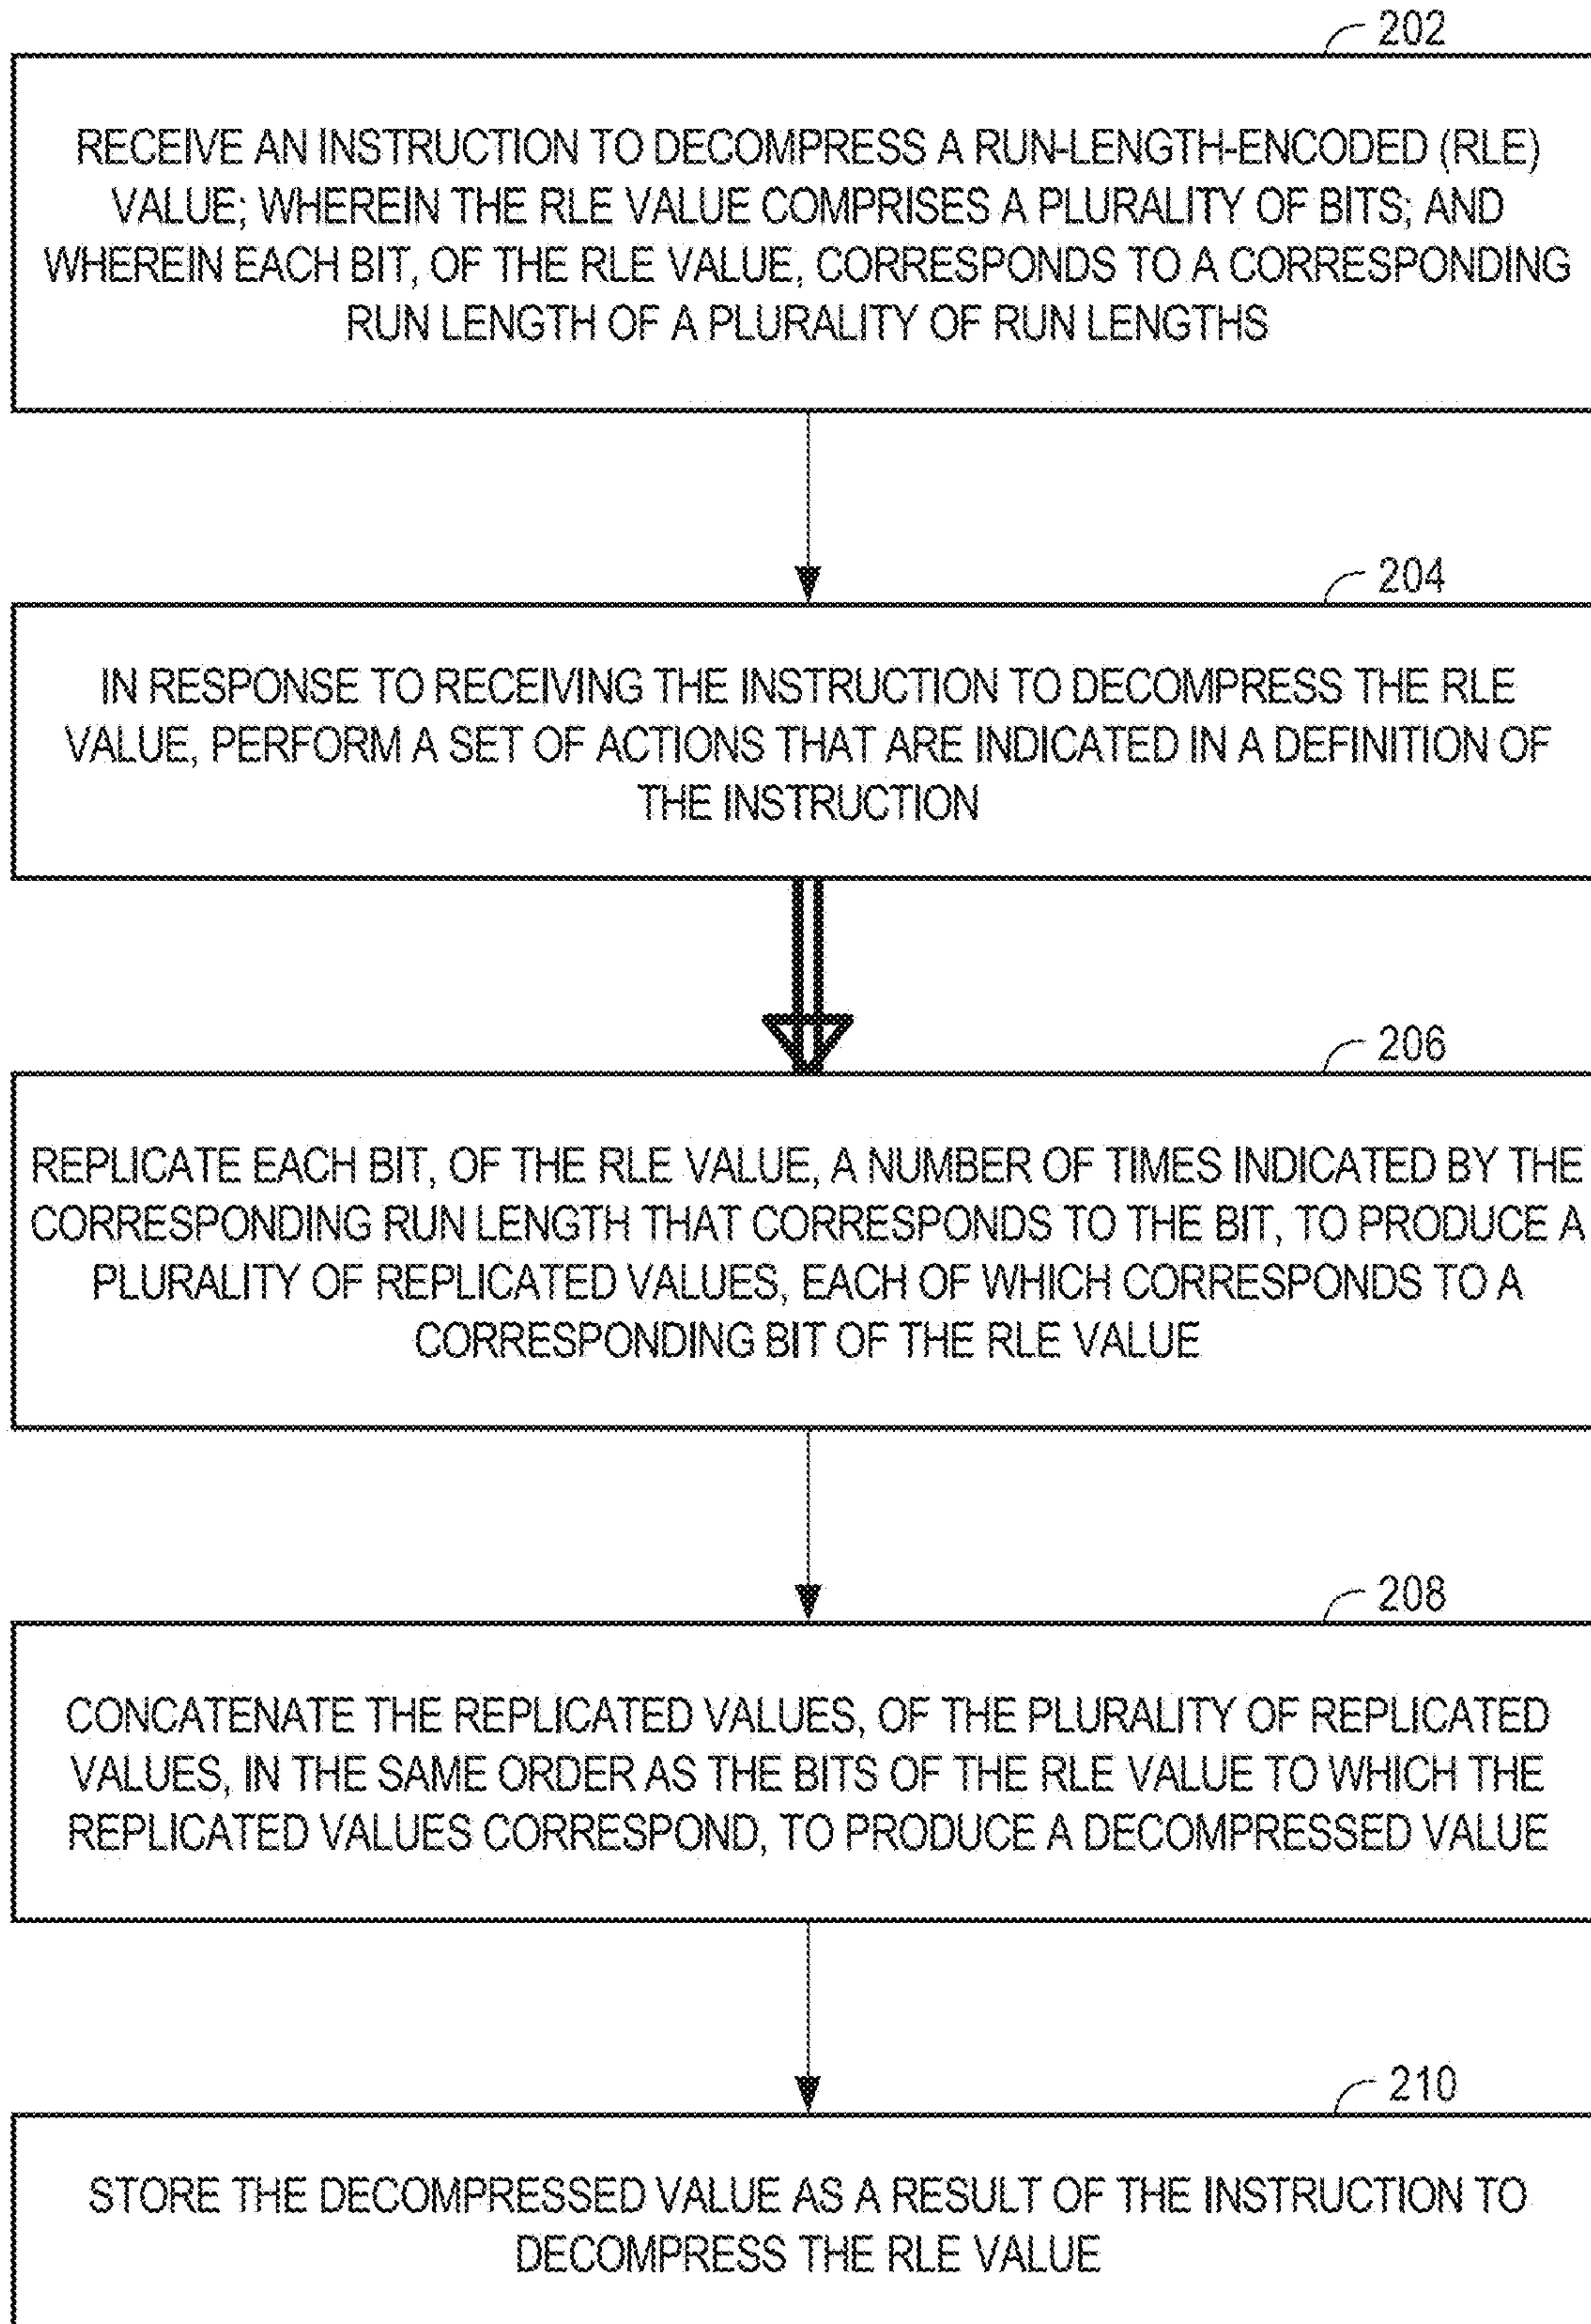 202
RECEIVE AN INSTRUCTION TO DECOMPRESS A RUN-LENGTH-ENCODED (RLE)
VALUE; WHEREIN THE RLE VALUE COMPRISES A PLURALITY OF BITS; AND
WHEREIN EACH BIT, OF THE RLE VALUE, CORRESPONDS TO A CORRESPONDING
RUN LENGTH OF A PLURALITY OF RUN LENGTHS
204
IN RESPONSE TO RECEIVING THE INSTRUCTION TO DECOMPRESS THE RLE
VALUE, PERFORM A SET OF ACTIONS THAT ARE INDICATED IN A DEFINITION OF
THE INSTRUCTION
206
REPLICATE EACH BIT, OF THE RLE VALUE, A NUMBER OF TIMES INDICATED BY THE
CORRESPONDING RUN LENGTH THAT CORRESPONDS TO THE BIT, TO PRODUCE A
PLURALITY OF REPLICATED VALUES, EACH OF WHICH CORRESPONDS TO A
CORRESPONDING BIT OF THE RLE VALUE
208
CONCATENATE THE REPLICATED VALUES, OF THE PLURALITY OF REPLICATED
VALUES, IN THE SAME ORDER AS THE BITS OF THE RLE VALUE TO WHICH THE
REPLICATED VALUES CORRESPOND, TO PRODUCE A DECOMPRESSED VALUE
210
STORE THE DECOMPRESSED VALUE AS A RESULT OF THE INSTRUCTION TO
DECOMPRESS THE RLE VALUE